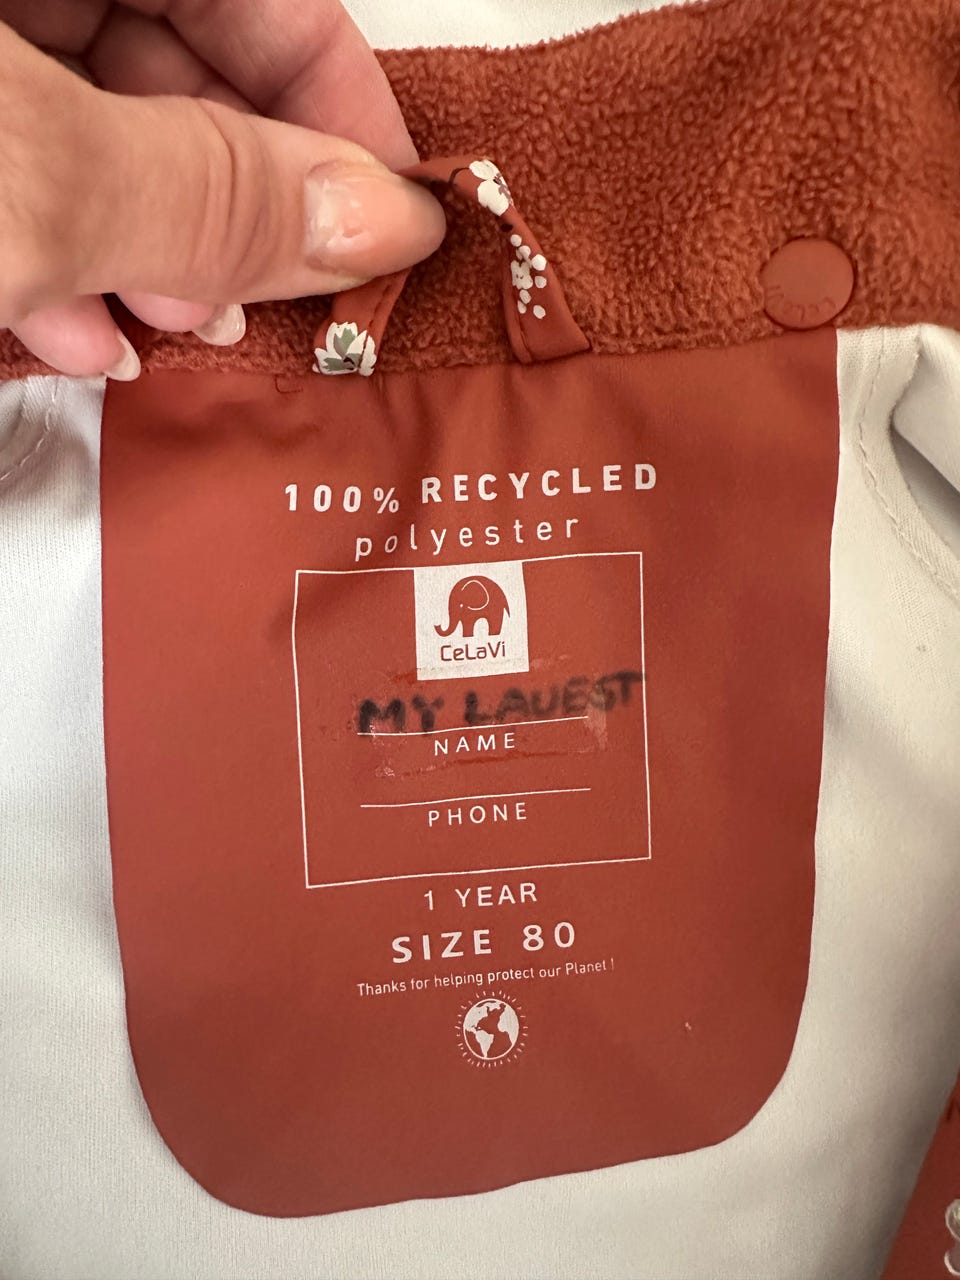 100% RECYCLED
polyester
CeLaVi
MY LAUEST
NAME
PHONE
1 YEAR
SIZE 80
Thanks for helping protect our Planet !